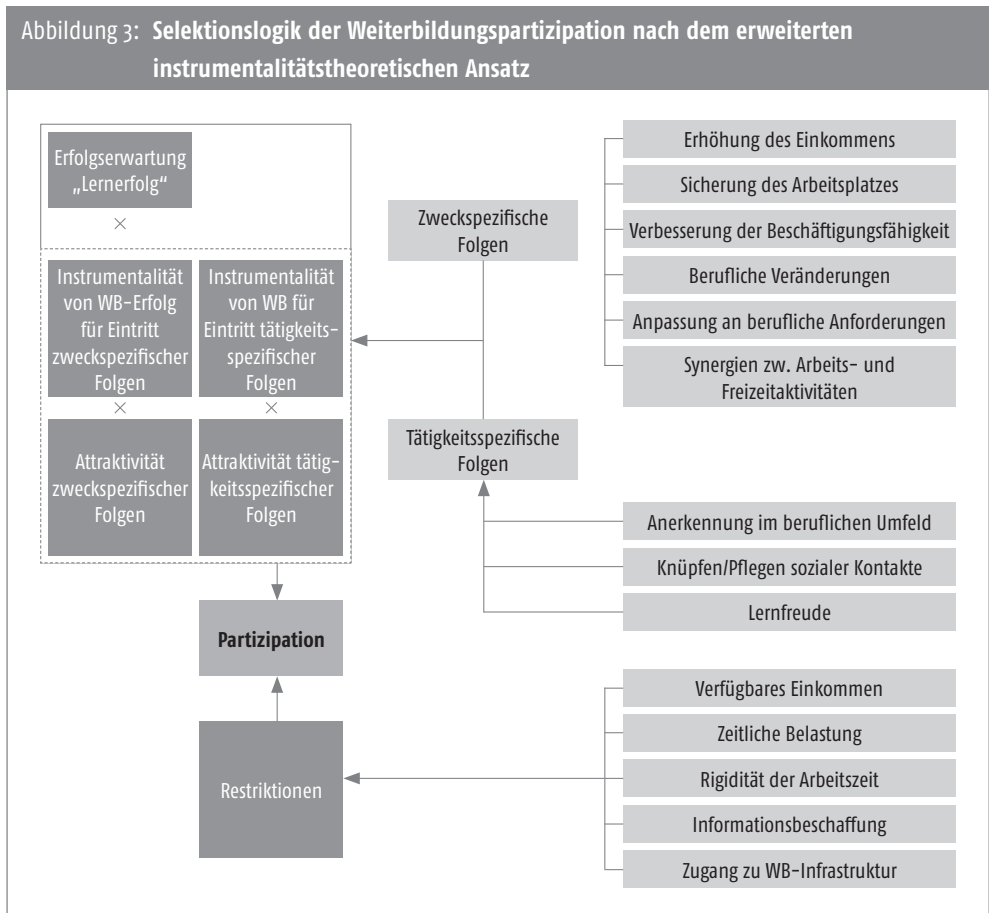 Abbildung 3: Selektionslogik der Weiterbildungspartizipation nach dem erweiterten
instrumentalitätstheoretischen Ansatz
Erfolgserwartung
„Lernerfolg“
×
Instrumentalität
von WB-Erfolg
für Eintritt
zweckspezifischer
Folgen
×
Attraktivität
zweckspezifischer
Folgen
Instrumentalität
von WB für
Eintritt tätigkeits-
spezifischer
Folgen
×
Attraktivität tätig-
keitsspezifischer
Folgen
Partizipation
Restriktionen
Zweckspezifische
Folgen
Tätigkeitsspezifische
Folgen
Erhöhung des Einkommens
Sicherung des Arbeitsplatzes
Verbesserung der Beschäftigungsfähigkeit
Berufliche Veränderungen
Anpassung an berufliche Anforderungen
Synergien zw. Arbeits- und
Freizeitaktivitäten
Anerkennung im beruflichen Umfeld
Knüpfen/Pflegen sozialer Kontakte
Lernfreude
Verfügbares Einkommen
Zeitliche Belastung
Rigidität der Arbeitszeit
Informationsbeschaffung
Zugang zu WB-Infrastruktur